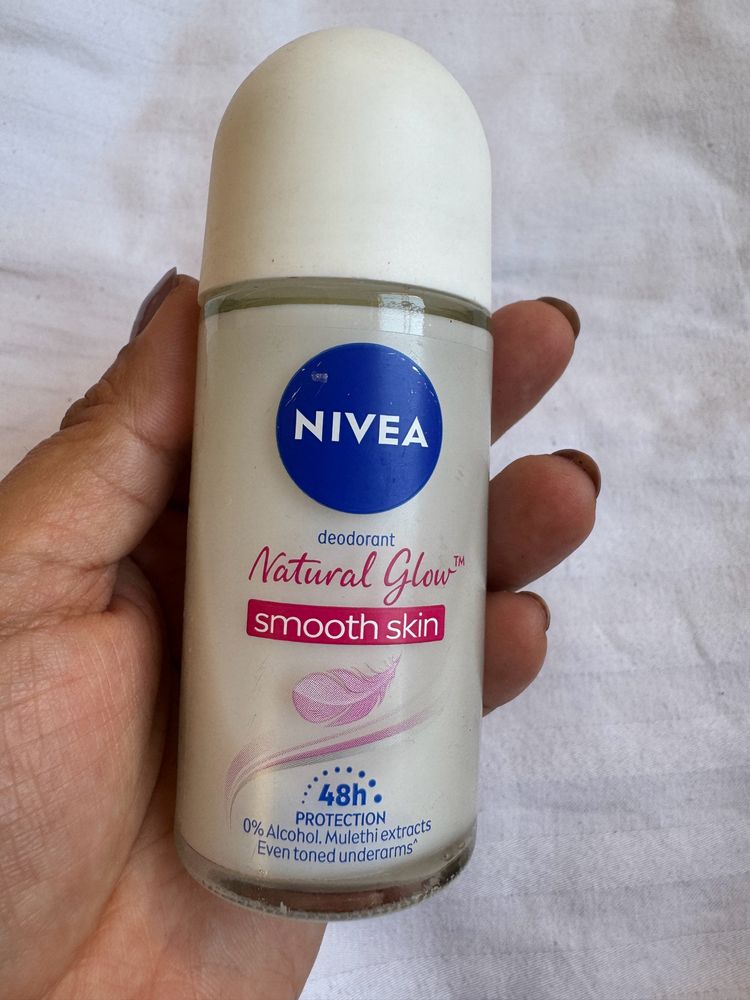 NIVEA
deodorant
Natural Glow™
smooth skin
48h
PROTECTION
0% Alcohol. Mulethi extracts
Even toned underarms^